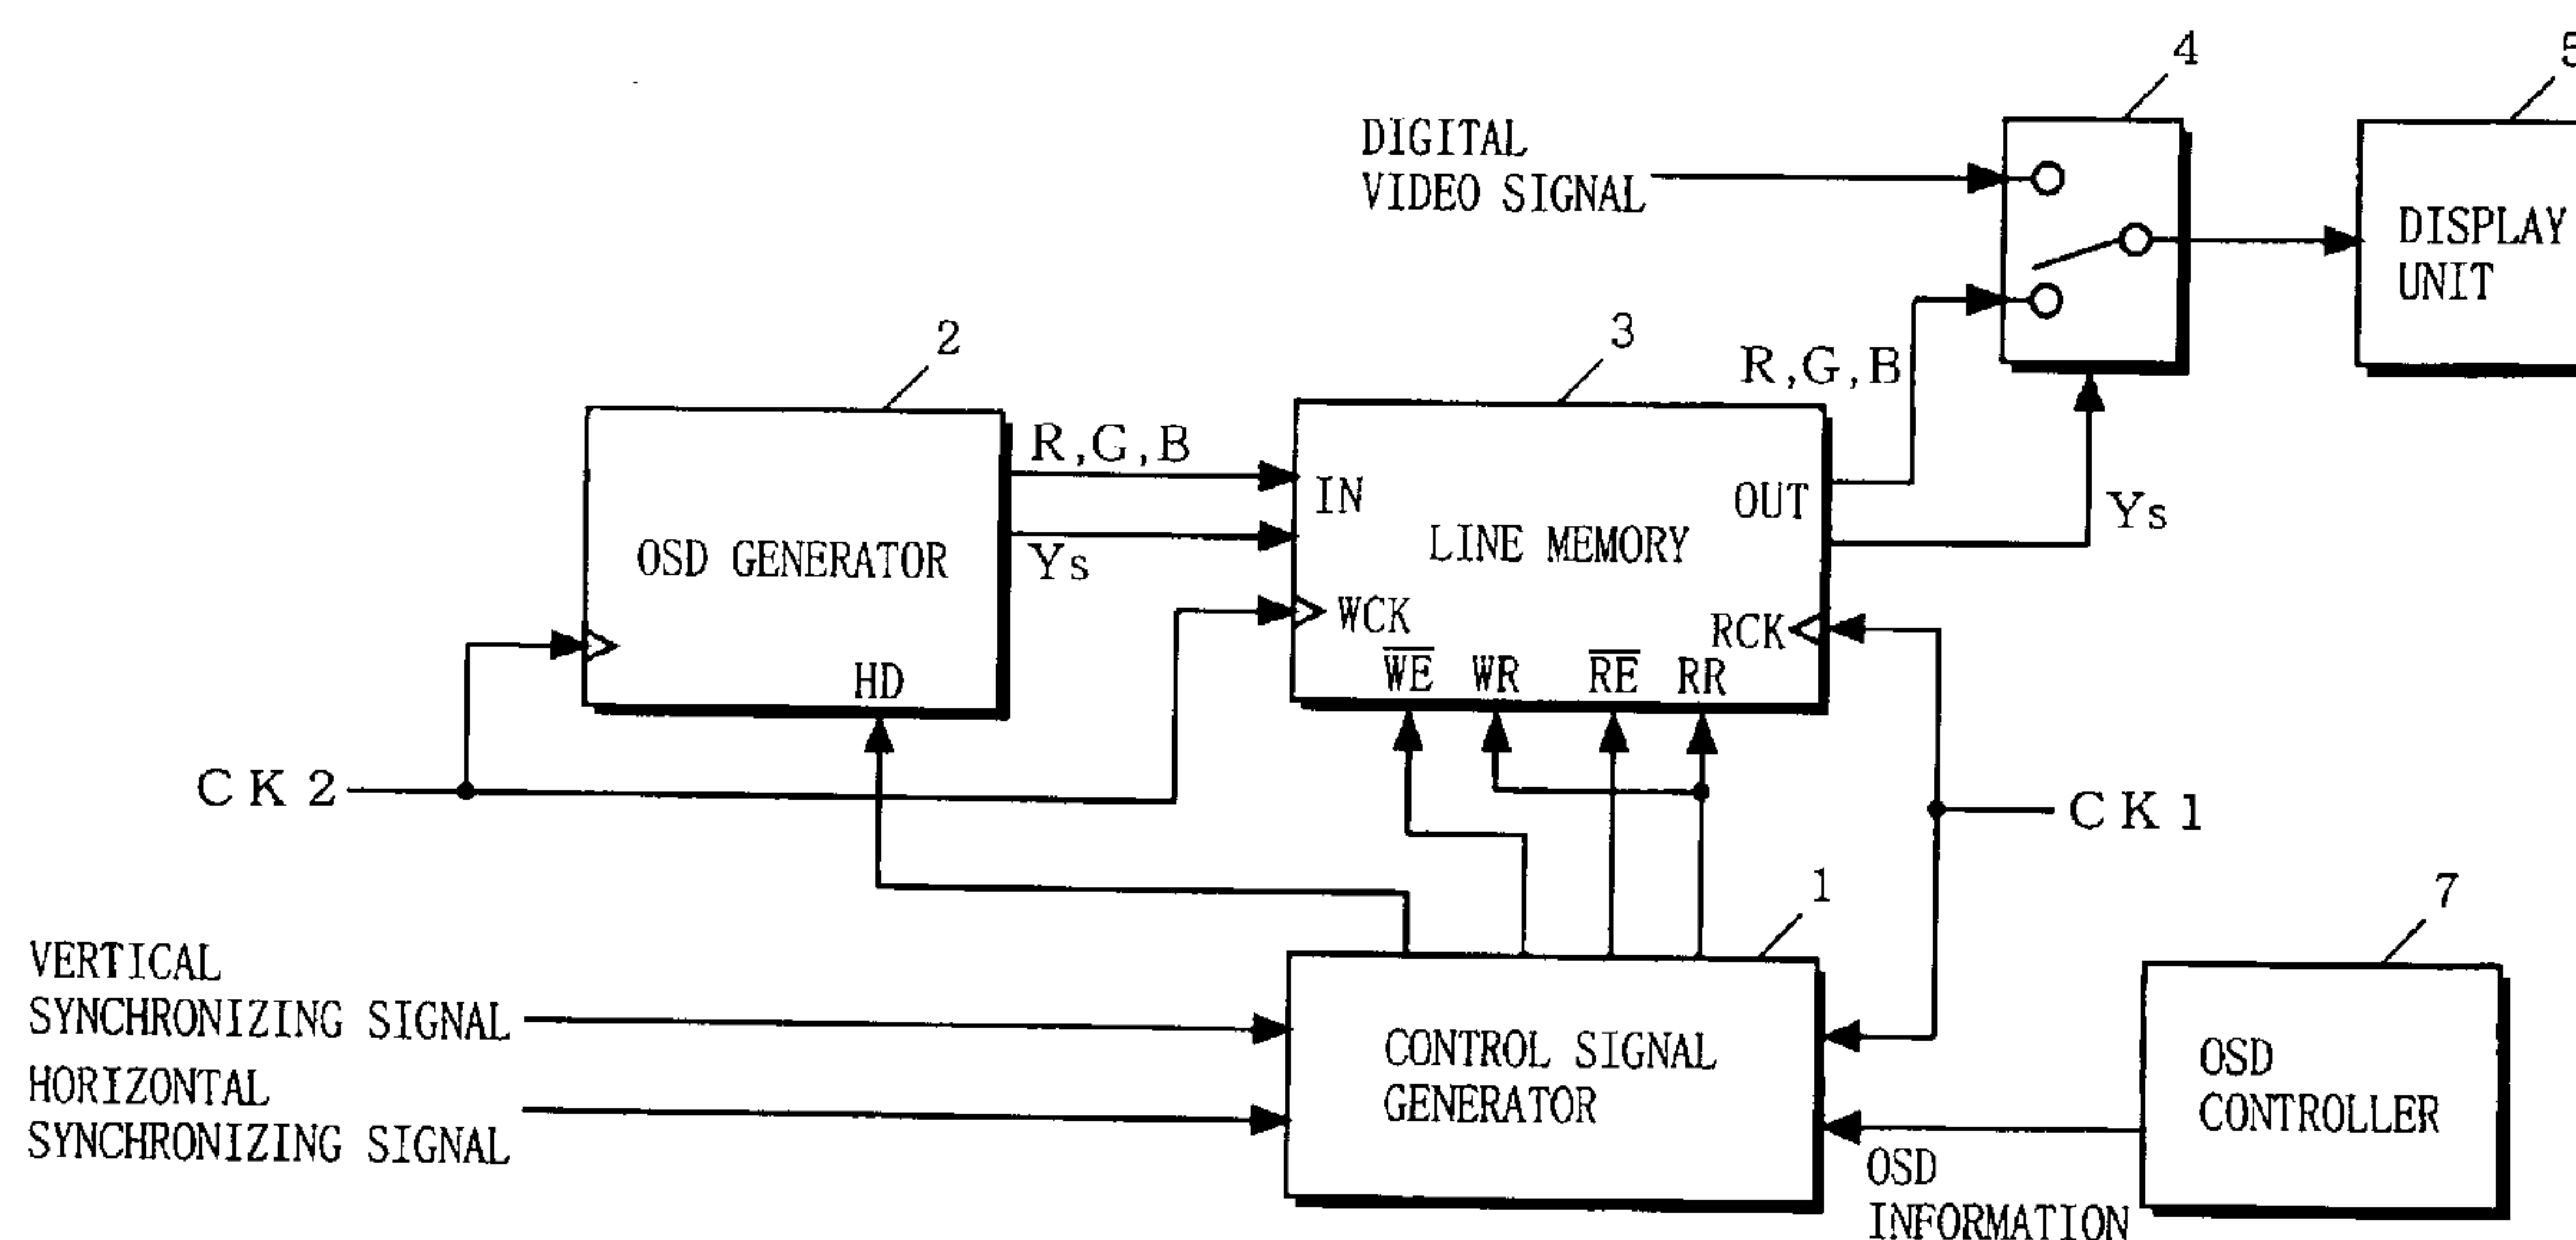 4
5
DIGITAL
VIDEO SIGNAL
DISPLAY
UNIT
2
3
R,G,B
R,G,B
IN
OUT
Ys
OSD GENERATOR
Ys
LINE MEMORY
WCK
RCK
HD
WE WR RE RR
CK2
CK1
1
7
VERTICAL
SYNCHRONIZING SIGNAL
HORIZONTAL
SYNCHRONIZING SIGNAL
CONTROL SIGNAL
GENERATOR
OSD
CONTROLLER
OSD
INFORMATION